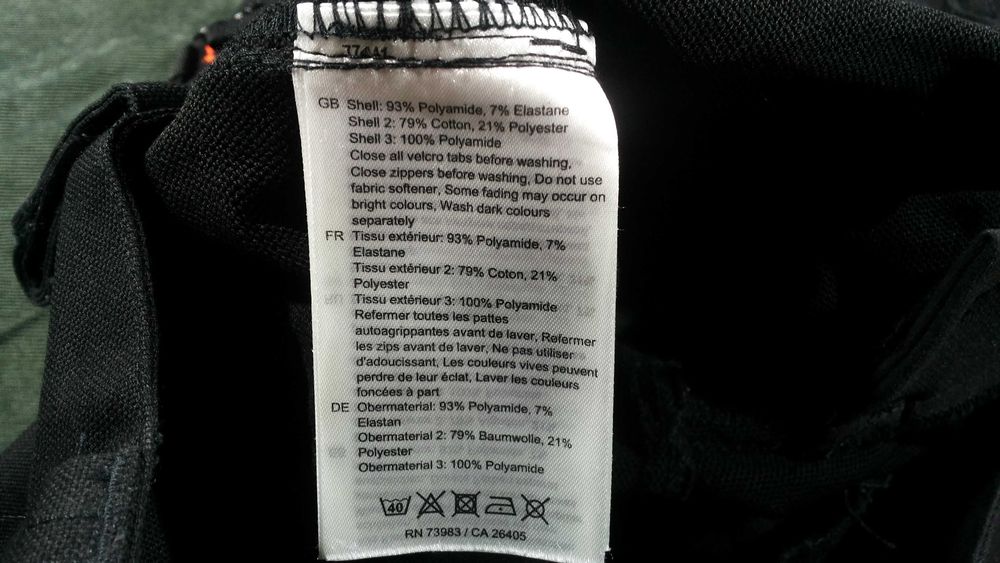 GB Shell: 93% Polyamide, 7% Elastane
Shell 2: 79% Cotton, 21% Polyester
Shell 3: 100% Polyamide
Close all velcro tabs before washing,
Close zippers before washing, Do not use
fabric softener, Some fading may occur on
bright colours, Wash dark colours
separately
FR Tissu extérieur: 93% Polyamide, 7%
Elastane
Tissu extérieur 2: 79% Coton, 21%
Polyester
Tissu extérieur 3: 100% Polyamide
Refermer toutes les pattes
autoagrippantes avant de laver, Refermer
les zips avant de laver, Ne pas utiliser
d'adoucissant, Les couleurs vives peuvent
perdre de leur éclat, Laver les couleurs
foncées à part
DE Obermaterial: 93% Polyamide, 7%
Elastan
Obermaterial 2: 79% Baumwolle, 21%
Polyester
Obermaterial 3: 100% Polyamide
40
RN 73983 / CA 26405